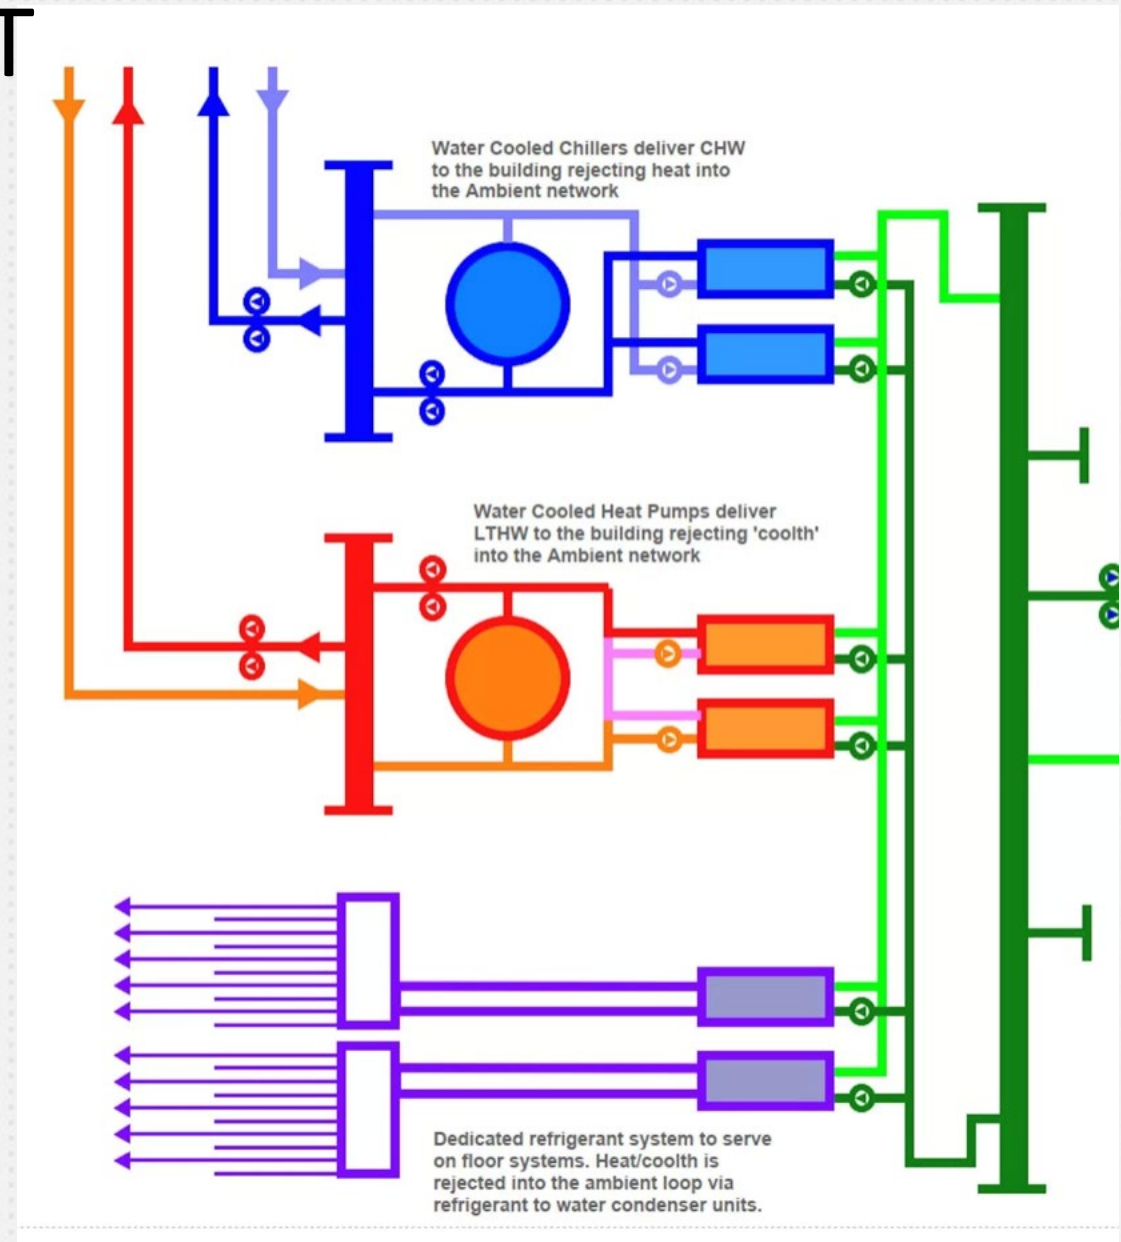 T
Water Cooled Chillers deliver CHW
to the building rejecting heat into
the Ambient network
Water Cooled Heat Pumps deliver
LTHW to the building rejecting 'coolth'
into the Ambient network
Dedicated refrigerant system to serve
on floor systems. Heat/coolth is
rejected into the ambient loop via
refrigerant to water condenser units.